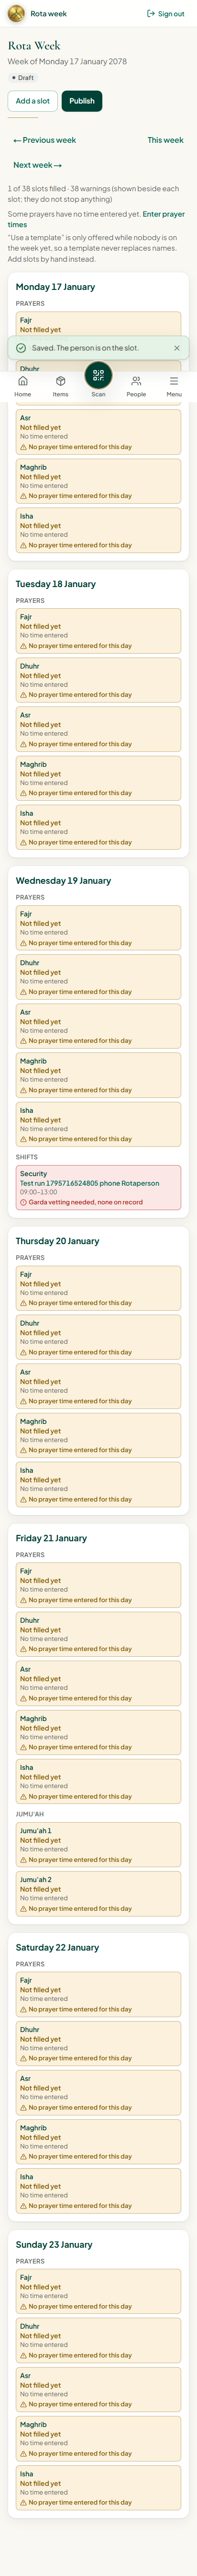 Rota week
Sign out
Rota Week
Week of Monday 17 January 2078
Draft
Add a slot
Publish
← Previous week
This week
Next week →
1 of 38 slots filled · 38 warnings (shown beside
each slot; they do not stop anything)
Some prayers have no time entered yet. Enter prayer
times
"Use a template" is only offered while nobody is on
the week yet, so a template never replaces names.
Add slots by hand instead.
Monday 17 January
PRAYERS
Fajr
Not filled yet
Saved. The person is on the slot.
Dhuhr
Home
Items
Scan
People
Menu
Asr
Not filled yet
No time entered
No prayer time entered for this day
Maghrib
Not filled yet
No time entered
No prayer time entered for this day
Isha
Not filled yet
No time entered
No prayer time entered for this day
Tuesday 18 January
PRAYERS
Fajr
Not filled yet
No time entered
No prayer time entered for this day
Dhuhr
Not filled yet
No time entered
No prayer time entered for this day
Asr
Not filled yet
No time entered
No prayer time entered for this day
Maghrib
Not filled yet
No time entered
No prayer time entered for this day
Isha
Not filled yet
No time entered
No prayer time entered for this day
Wednesday 19 January
PRAYERS
Fajr
Not filled yet
No time entered
No prayer time entered for this day
Dhuhr
Not filled yet
No time entered
No prayer time entered for this day
Asr
Not filled yet
No time entered
No prayer time entered for this day
Maghrib
Not filled yet
No time entered
No prayer time entered for this day
Isha
Not filled yet
No time entered
No prayer time entered for this day
SHIFTS
Security
Test run 1795716524805 phone Rotaperson
09:00–13:00
Garda vetting needed, none on record
Thursday 20 January
PRAYERS
Fajr
Not filled yet
No time entered
No prayer time entered for this day
Dhuhr
Not filled yet
No time entered
No prayer time entered for this day
Asr
Not filled yet
No time entered
No prayer time entered for this day
Maghrib
Not filled yet
No time entered
No prayer time entered for this day
Isha
Not filled yet
No time entered
No prayer time entered for this day
Friday 21 January
PRAYERS
Fajr
Not filled yet
No time entered
No prayer time entered for this day
Dhuhr
Not filled yet
No time entered
No prayer time entered for this day
Asr
Not filled yet
No time entered
No prayer time entered for this day
Maghrib
Not filled yet
No time entered
No prayer time entered for this day
Isha
Not filled yet
No time entered
No prayer time entered for this day
JUMU'AH
Jumu'ah 1
Not filled yet
No time entered
No prayer time entered for this day
Jumu'ah 2
Not filled yet
No time entered
No prayer time entered for this day
Saturday 22 January
PRAYERS
Fajr
Not filled yet
No time entered
No prayer time entered for this day
Dhuhr
Not filled yet
No time entered
No prayer time entered for this day
Asr
Not filled yet
No time entered
No prayer time entered for this day
Maghrib
Not filled yet
No time entered
No prayer time entered for this day
Isha
Not filled yet
No time entered
No prayer time entered for this day
Sunday 23 January
PRAYERS
Fajr
Not filled yet
No time entered
No prayer time entered for this day
Dhuhr
Not filled yet
No time entered
No prayer time entered for this day
Asr
Not filled yet
No time entered
No prayer time entered for this day
Maghrib
Not filled yet
No time entered
No prayer time entered for this day
Isha
Not filled yet
No time entered
No prayer time entered for this day